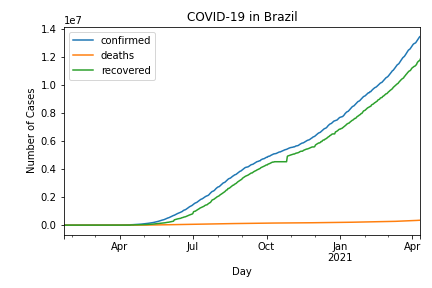 COVID-19 in Brazil
1e7
confirmed
deaths
recovered
Number of Cases
1.4
1.2
1.0
0.8
0.6
0.4
0.2
0.0
Apr
Jul
Oct
Jan
2021
Apr
Day